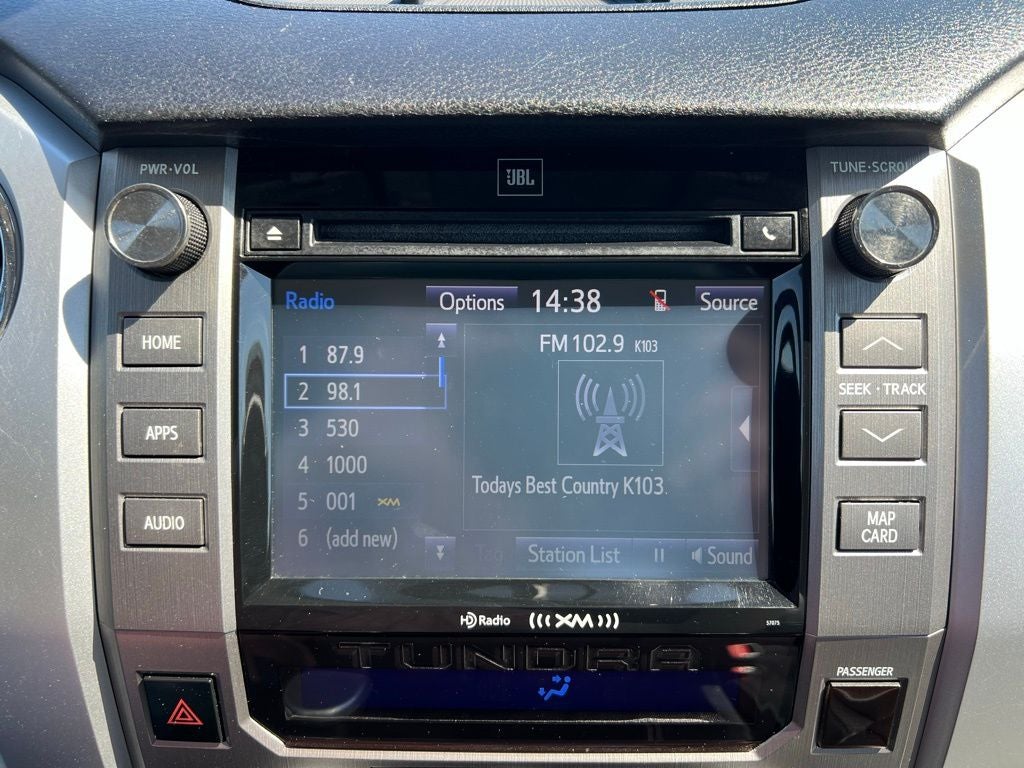 PWR·VOL
JBL
TUNE·SCROLL
Radio
Options
14:38
Source
HOME
FM 102.9 K103
1 87.9
SEEK·TRACK
2 98.1
APPS
3 530
4 1000
Todays Best Country K103.
5 001 XM
AUDIO
MAP
CARD
6 (add new)
Tag
Station List
Sound
HD Radio
(((XM)))
57075
TUNDRA
PASSENGER